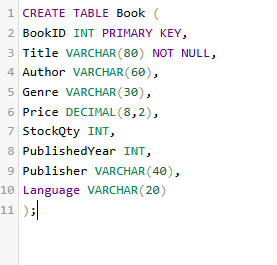 1 CREATE TABLE Book (
2 BookID INT PRIMARY KEY,
3 Title VARCHAR(80) NOT NULL,
4 Author VARCHAR(60),
5 Genre VARCHAR(30),
6 Price DECIMAL(8,2),
7 StockQty INT,
8 PublishedYear INT,
9 Publisher VARCHAR(40),
10 Language VARCHAR(20)
11 );